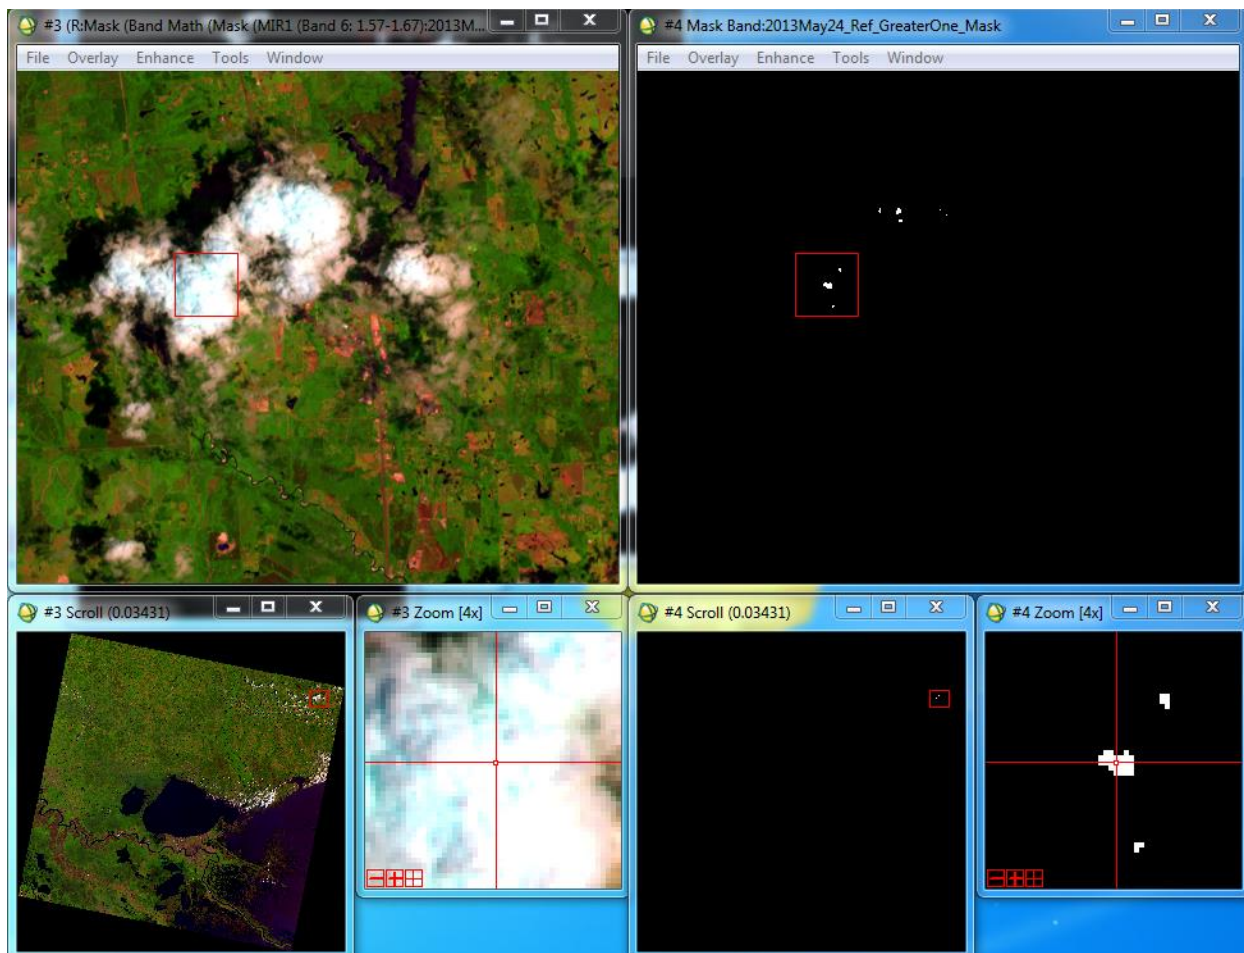 #3 (R:Mask (Band Math (Mask (MIR1 (Band 6: 1.57-1.67):2013M...
File Overlay Enhance Tools Window
#4 Mask Band:2013May24_Ref_GreaterOne_Mask
File Overlay Enhance Tools Window
#3 Scroll (0.03431)
#3 Zoom [4x]
#4 Scroll (0.03431)
#4 Zoom [4x]